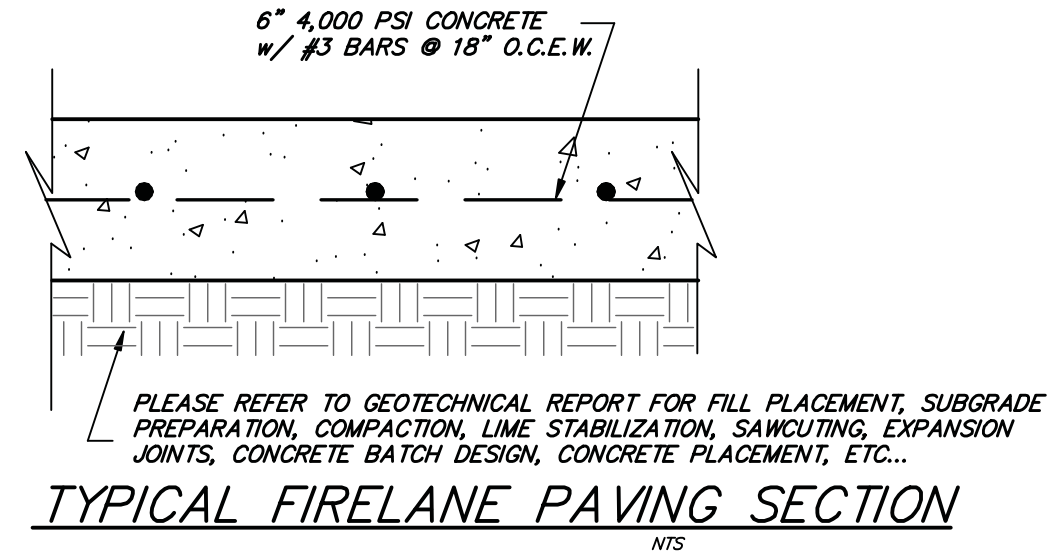 6" 4,000 PSI CONCRETE
w/ #3 BARS @ 18" O.C.E.W.
PLEASE REFER TO GEOTECHNICAL REPORT FOR FILL PLACEMENT, SUBGRADE
PREPARATION, COMPACTION, LIME STABILIZATION, SAWCUTING, EXPANSION
JOINTS, CONCRETE BATCH DESIGN, CONCRETE PLACEMENT, ETC...
TYPICAL FIRELANE PAVING SECTION
NTS